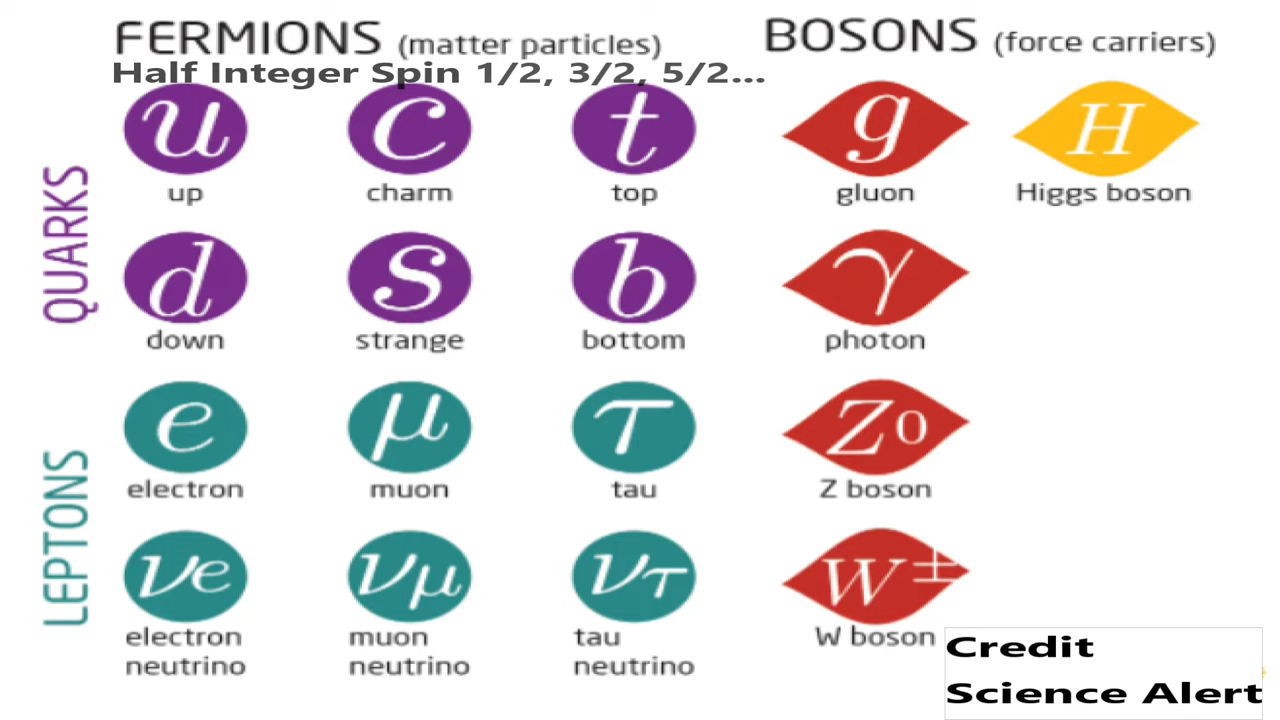 FERMIONS (matter particles)
BOSONS (force carriers)
Half Integer Spin 1/2, 3/2, 5/2...
QUARKS
u
c
t
g
H
up
charm
top
gluon
Higgs boson
d
s
b
γ
down
strange
bottom
photon
LEPTONS
e
μ
τ
Z0
electron
muon
tau
Z boson
νe
νμ
ντ
W±
electron
neutrino
muon
neutrino
tau
neutrino
W boson
Credit
Science Alert